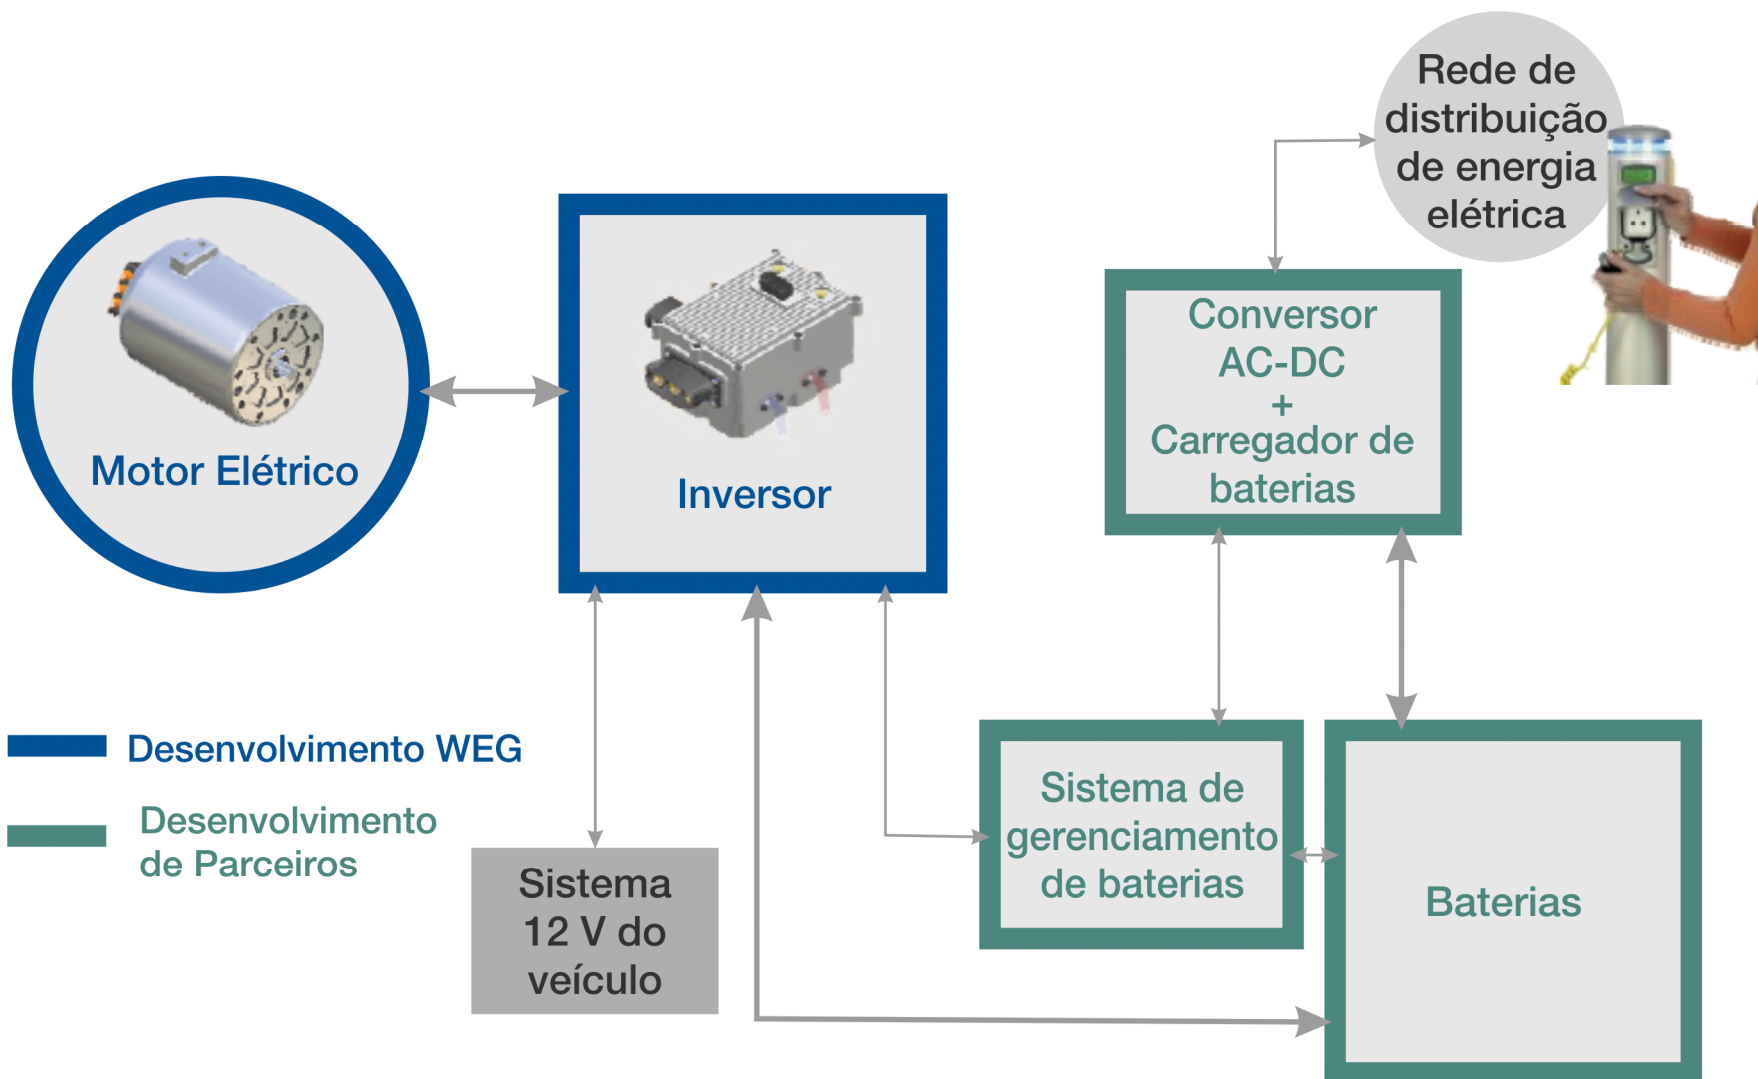 Rede de
distribuição
de energia
elétrica
Conversor
AC-DC
+
Carregador de
baterias
Motor Elétrico
Inversor
Desenvolvimento WEG
Desenvolvimento
de Parceiros
Sistema
12 V do
veículo
Sistema de
gerenciamento
de baterias
Baterias